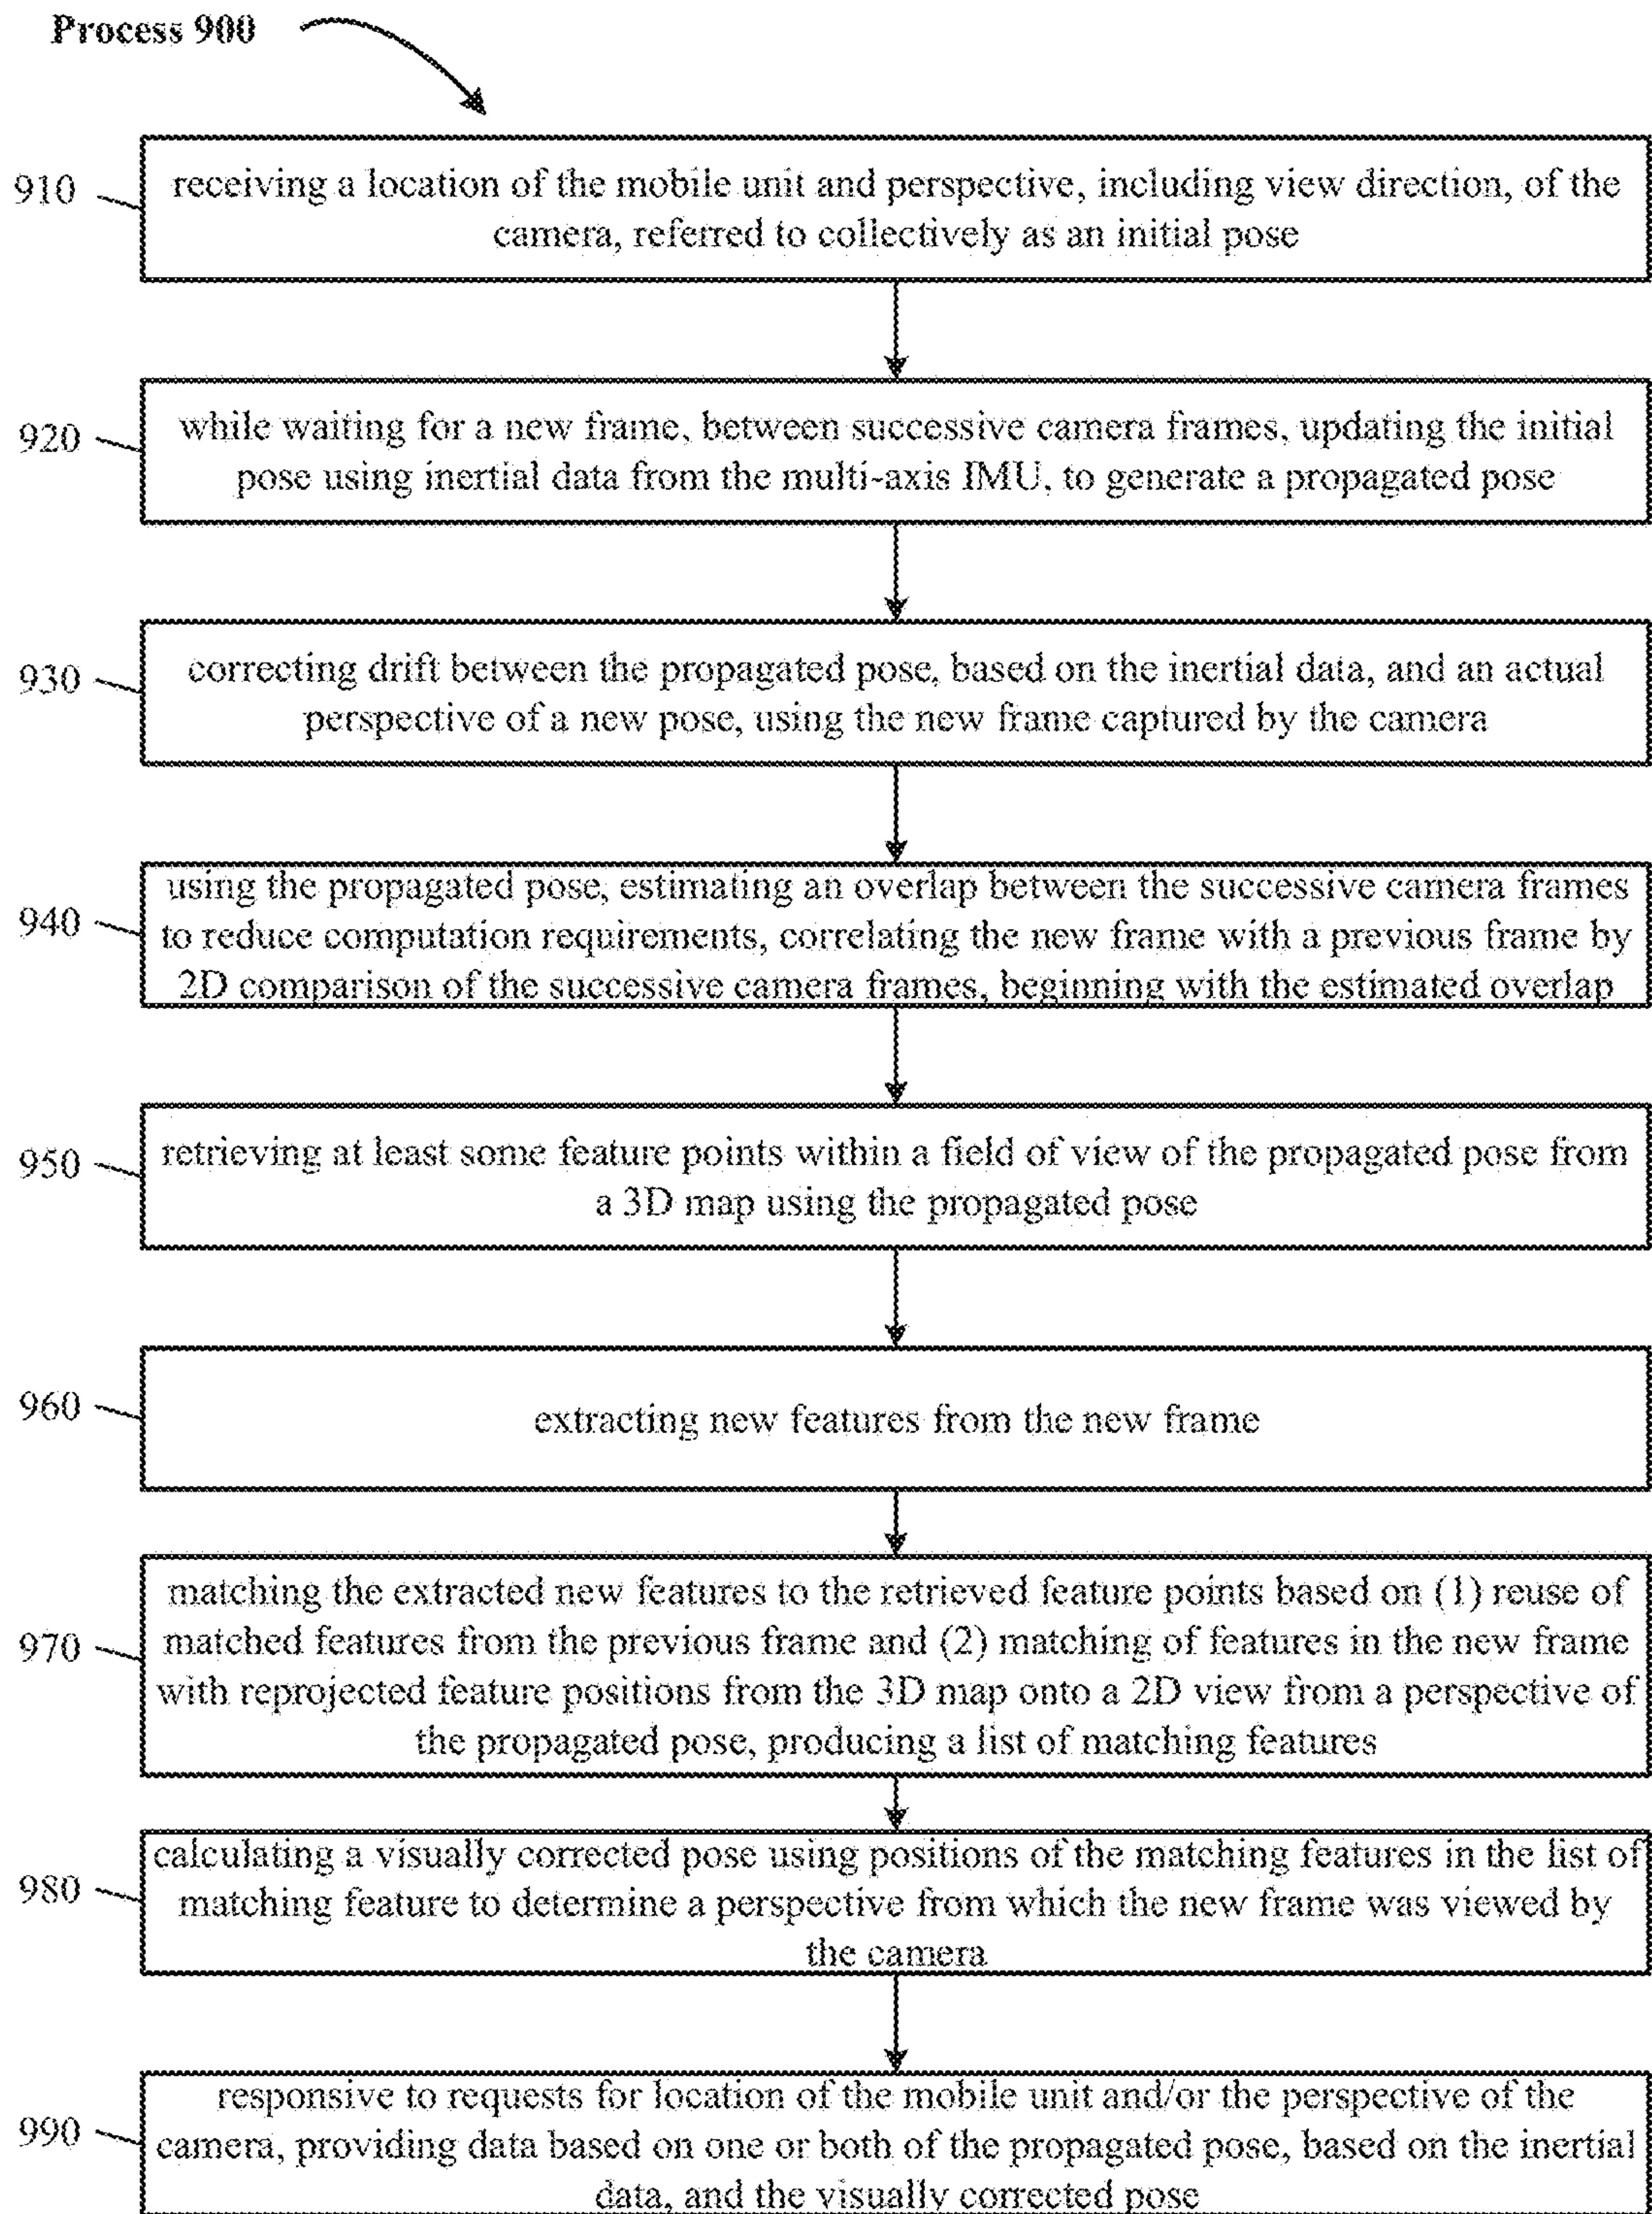 Process 900
910
receiving a location of the mobile unit and perspective, including view direction, of the
camera, referred to collectively as an initial pose
920
while waiting for a new frame, between successive camera frames, updating the initial
pose using inertial data from the multi-axis IMU, to generate a propagated pose
930
correcting drift between the propagated pose, based on the inertial data, and an actual
perspective of a new pose, using the new frame captured by the camera
940
using the propagated pose, estimating an overlap between the successive camera frames
to reduce computation requirements, correlating the new frame with a previous frame by
2D comparison of the successive camera frames, beginning with the estimated overlap
950
retrieving at least some feature points within a field of view of the propagated pose from
a 3D map using the propagated pose
960
extracting new features from the new frame
970
matching the extracted new features to the retrieved feature points based on (1) reuse of
matched features from the previous frame and (2) matching of features in the new frame
with reprojected feature positions from the 3D map onto a 2D view from a perspective of
the propagated pose, producing a list of matching features
980
calculating a visually corrected pose using positions of the matching features in the list of
matching feature to determine a perspective from which the new frame was viewed by
the camera
990
responsive to requests for location of the mobile unit and/or the perspective of the
camera, providing data based on one or both of the propagated pose, based on the inertial
data, and the visually corrected pose